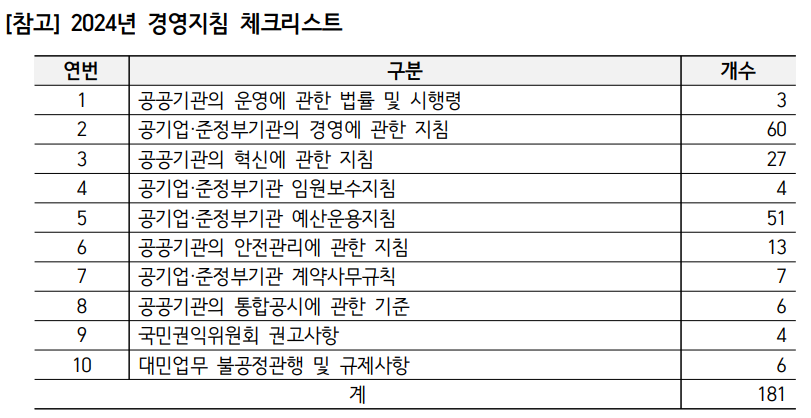 [참고] 2024년 경영지침 체크리스트
연번 구분 개수
1 공공기관의 운영에 관한 법률 및 시행령 3
2 공기업·준정부기관의 경영에 관한 지침 60
3 공공기관의 혁신에 관한 지침 27
4 공기업·준정부기관 임원보수지침 4
5 공기업·준정부기관 예산운용지침 51
6 공공기관의 안전관리에 관한 지침 13
7 공기업·준정부기관 계약사무규칙 7
8 공공기관의 통합공시에 관한 기준 6
9 국민권익위원회 권고사항 4
10 대민업무 불공정관행 및 규제사항 6
계 181